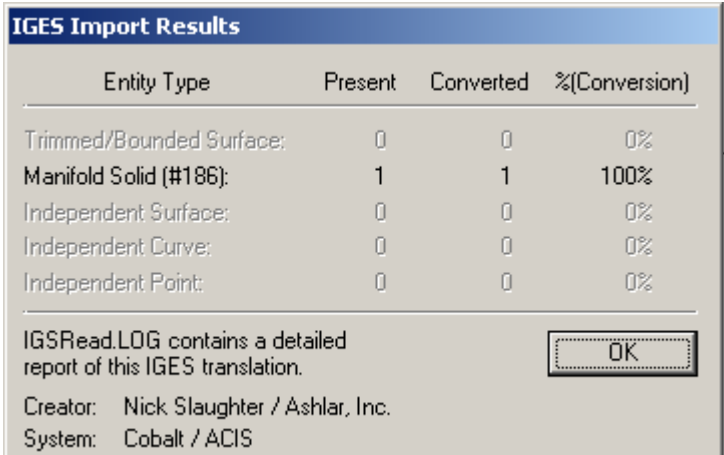 IGES Import Results
Entity Type Present Converted %(Conversion)
Trimmed/Bounded Surface: 0 0 0%
Manifold Solid (#186): 1 1 100%
Independent Surface: 0 0 0%
Independent Curve: 0 0 0%
Independent Point: 0 0 0%
IGSRead.LOG contains a detailed
report of this IGES translation.
OK
Creator: Nick Slaughter / Ashlar, Inc.
System: Cobalt / ACIS